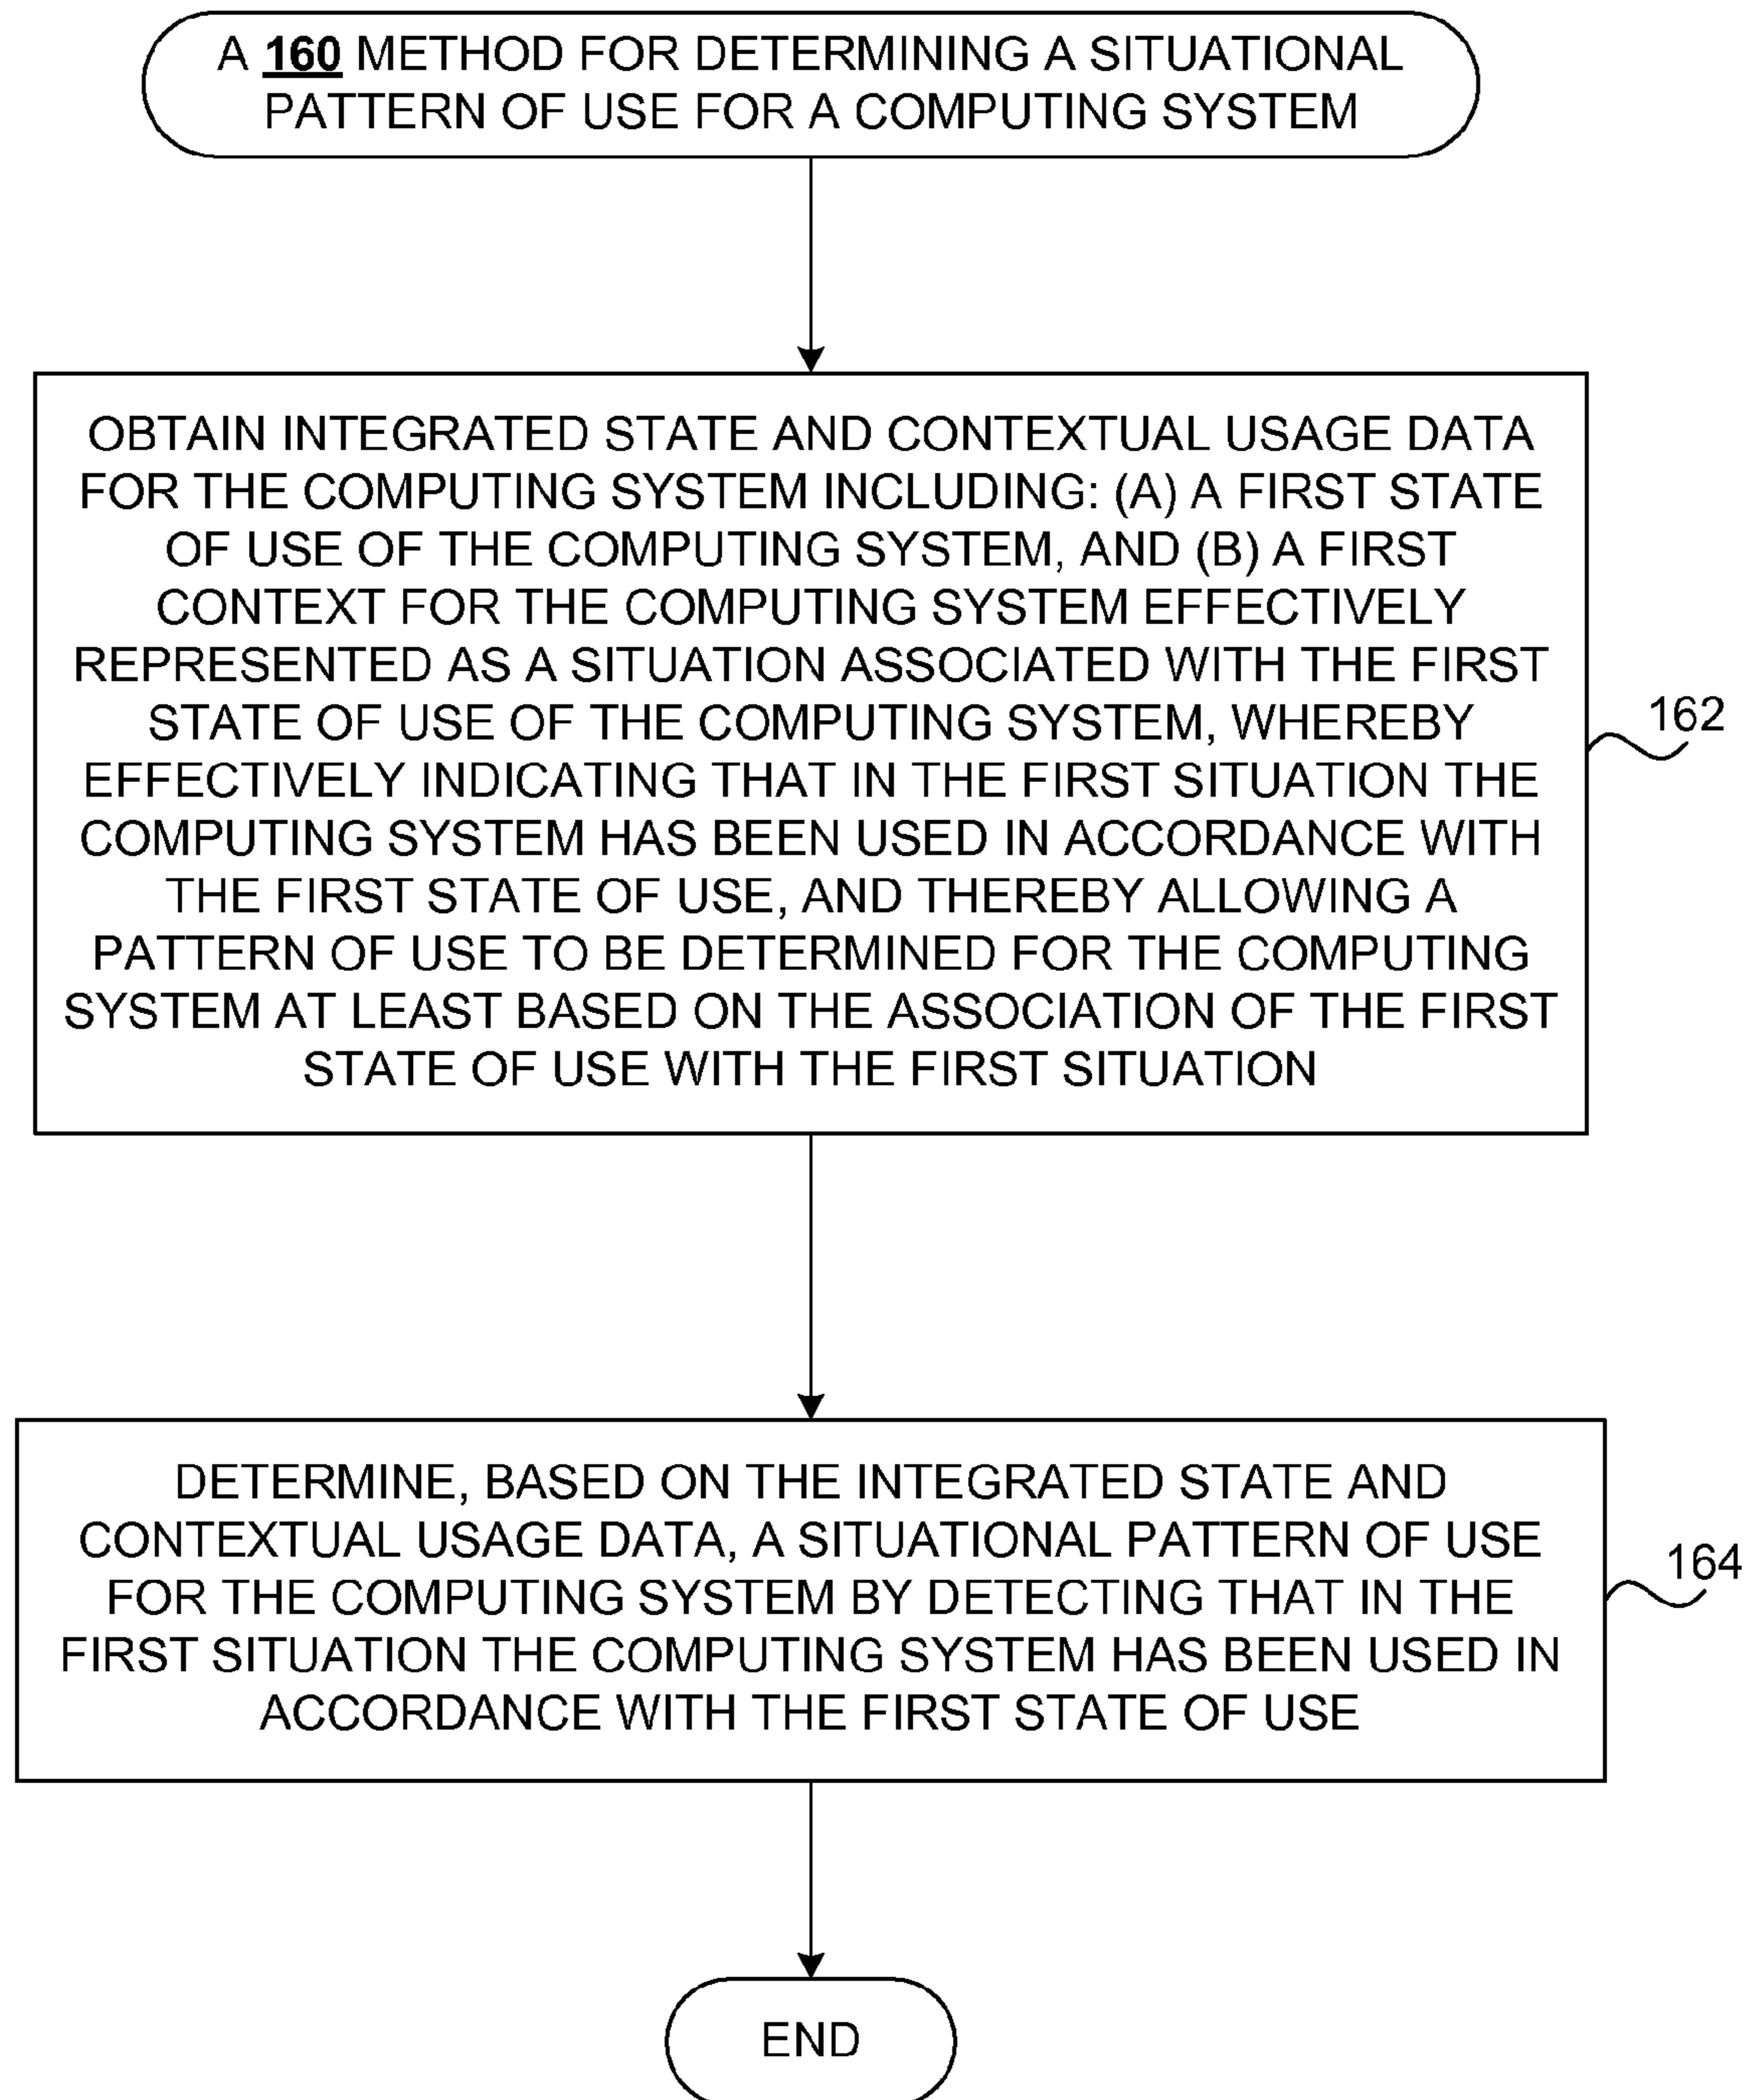 A 160 METHOD FOR DETERMINING A SITUATIONAL
PATTERN OF USE FOR A COMPUTING SYSTEM
OBTAIN INTEGRATED STATE AND CONTEXTUAL USAGE DATA
FOR THE COMPUTING SYSTEM INCLUDING: (A) A FIRST STATE
OF USE OF THE COMPUTING SYSTEM, AND (B) A FIRST
CONTEXT FOR THE COMPUTING SYSTEM EFFECTIVELY
REPRESENTED AS A SITUATION ASSOCIATED WITH THE FIRST
STATE OF USE OF THE COMPUTING SYSTEM, WHEREBY
EFFECTIVELY INDICATING THAT IN THE FIRST SITUATION THE
COMPUTING SYSTEM HAS BEEN USED IN ACCORDANCE WITH
THE FIRST STATE OF USE, AND THEREBY ALLOWING A
PATTERN OF USE TO BE DETERMINED FOR THE COMPUTING
SYSTEM AT LEAST BASED ON THE ASSOCIATION OF THE FIRST
STATE OF USE WITH THE FIRST SITUATION
162
DETERMINE, BASED ON THE INTEGRATED STATE AND
CONTEXTUAL USAGE DATA, A SITUATIONAL PATTERN OF USE
FOR THE COMPUTING SYSTEM BY DETECTING THAT IN THE
FIRST SITUATION THE COMPUTING SYSTEM HAS BEEN USED IN
ACCORDANCE WITH THE FIRST STATE OF USE
164
END